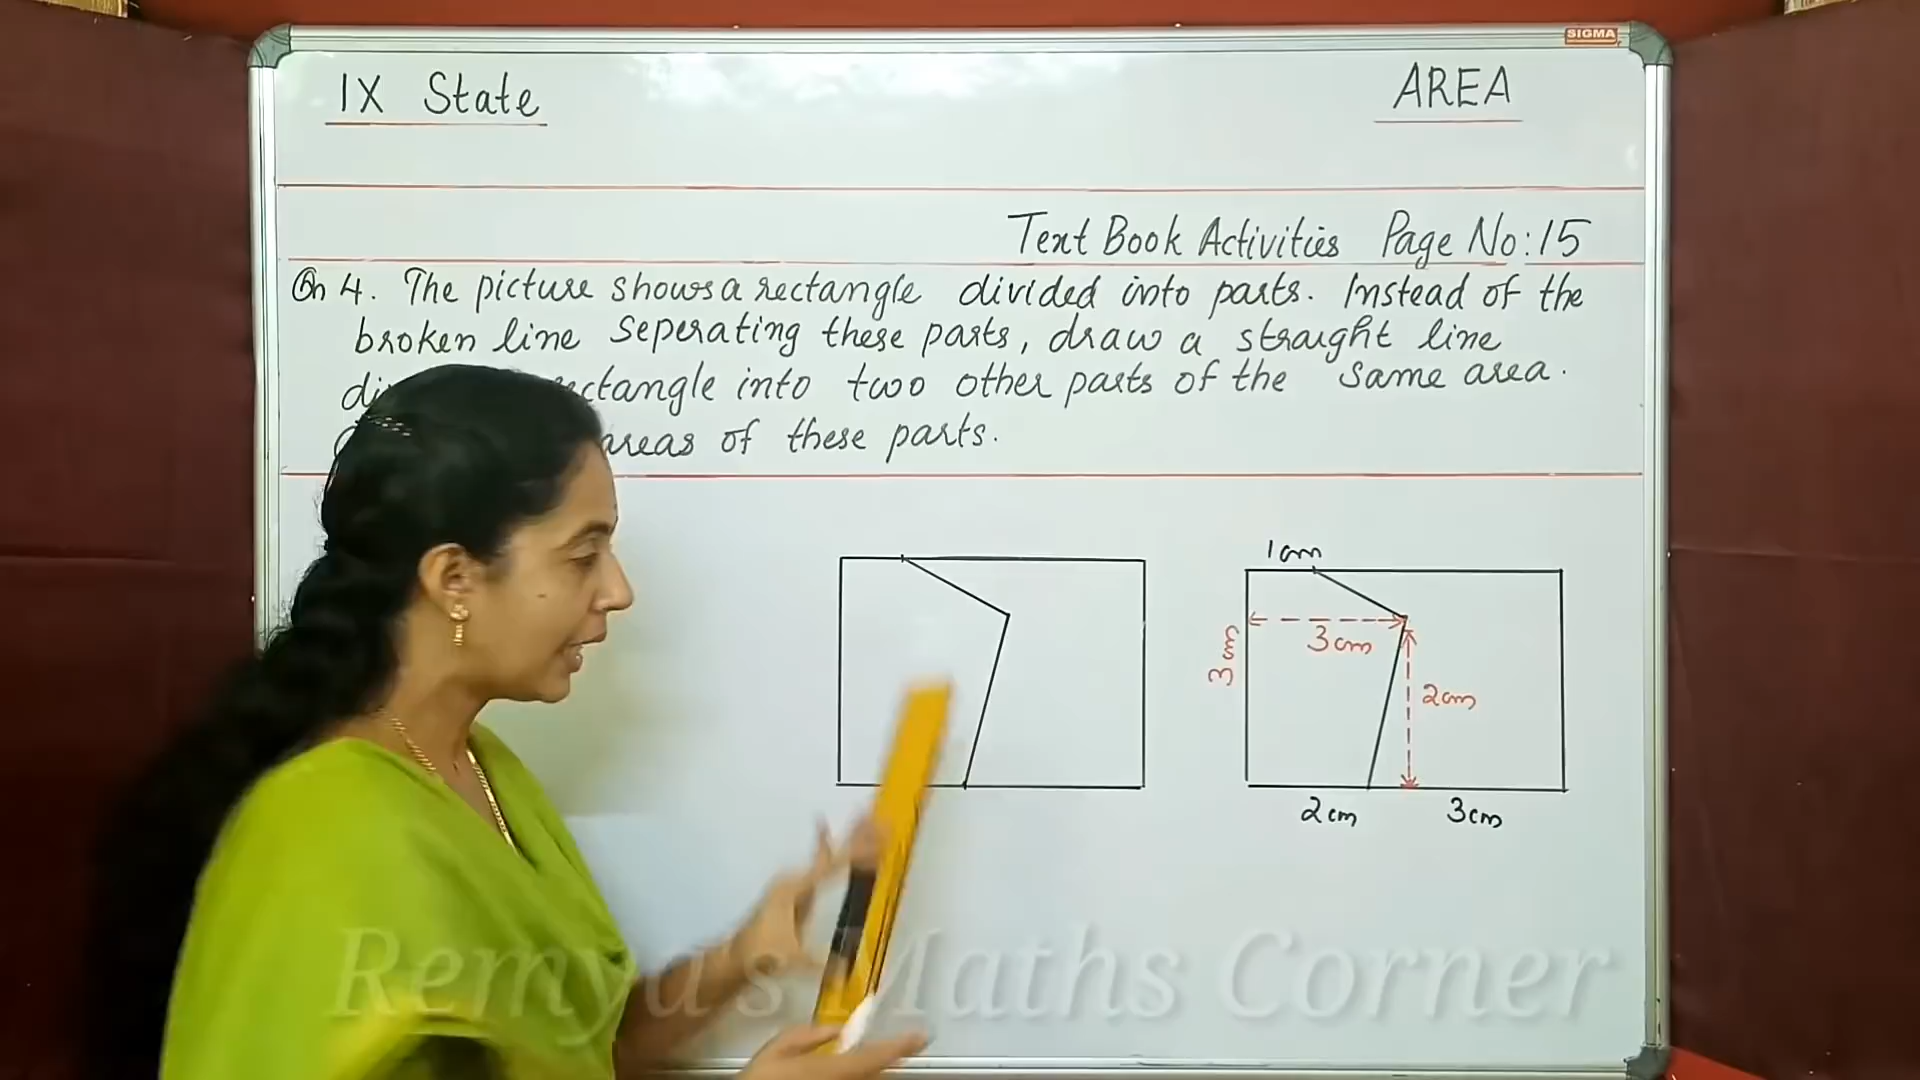 SIGMA
IX State
AREA
Text Book Activities Page No:15
Qn 4. The picture shows a rectangle divided into parts. Instead of the
broken line seperating these parts, draw a straight line
into two other parts of the same area.
areas of these parts.
1cm
3cm
3cm
2cm
2cm
3cm
Remya's Maths Corner